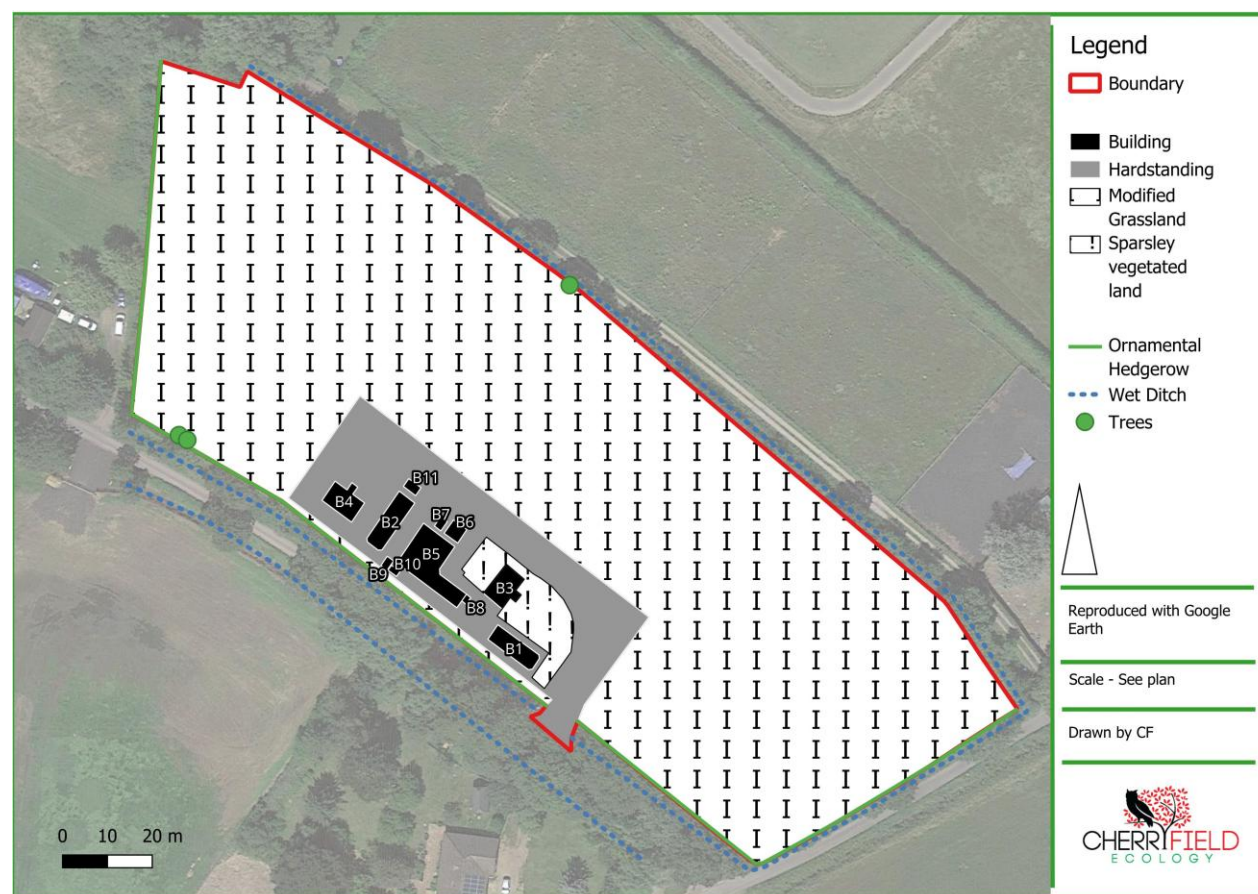 Legend
Boundary
Building
Hardstanding
Modified
Grassland
Sparsley
vegetated
land
Ornamental
Hedgerow
Wet Ditch
Trees
Reproduced with Google
Earth
Scale - See plan
Drawn by CF
CHERRYFIELD
ECOLOGY
B11
B4
B2
B7
B6
B5
B10
B9
B3
B8
B1
0 10 20 m